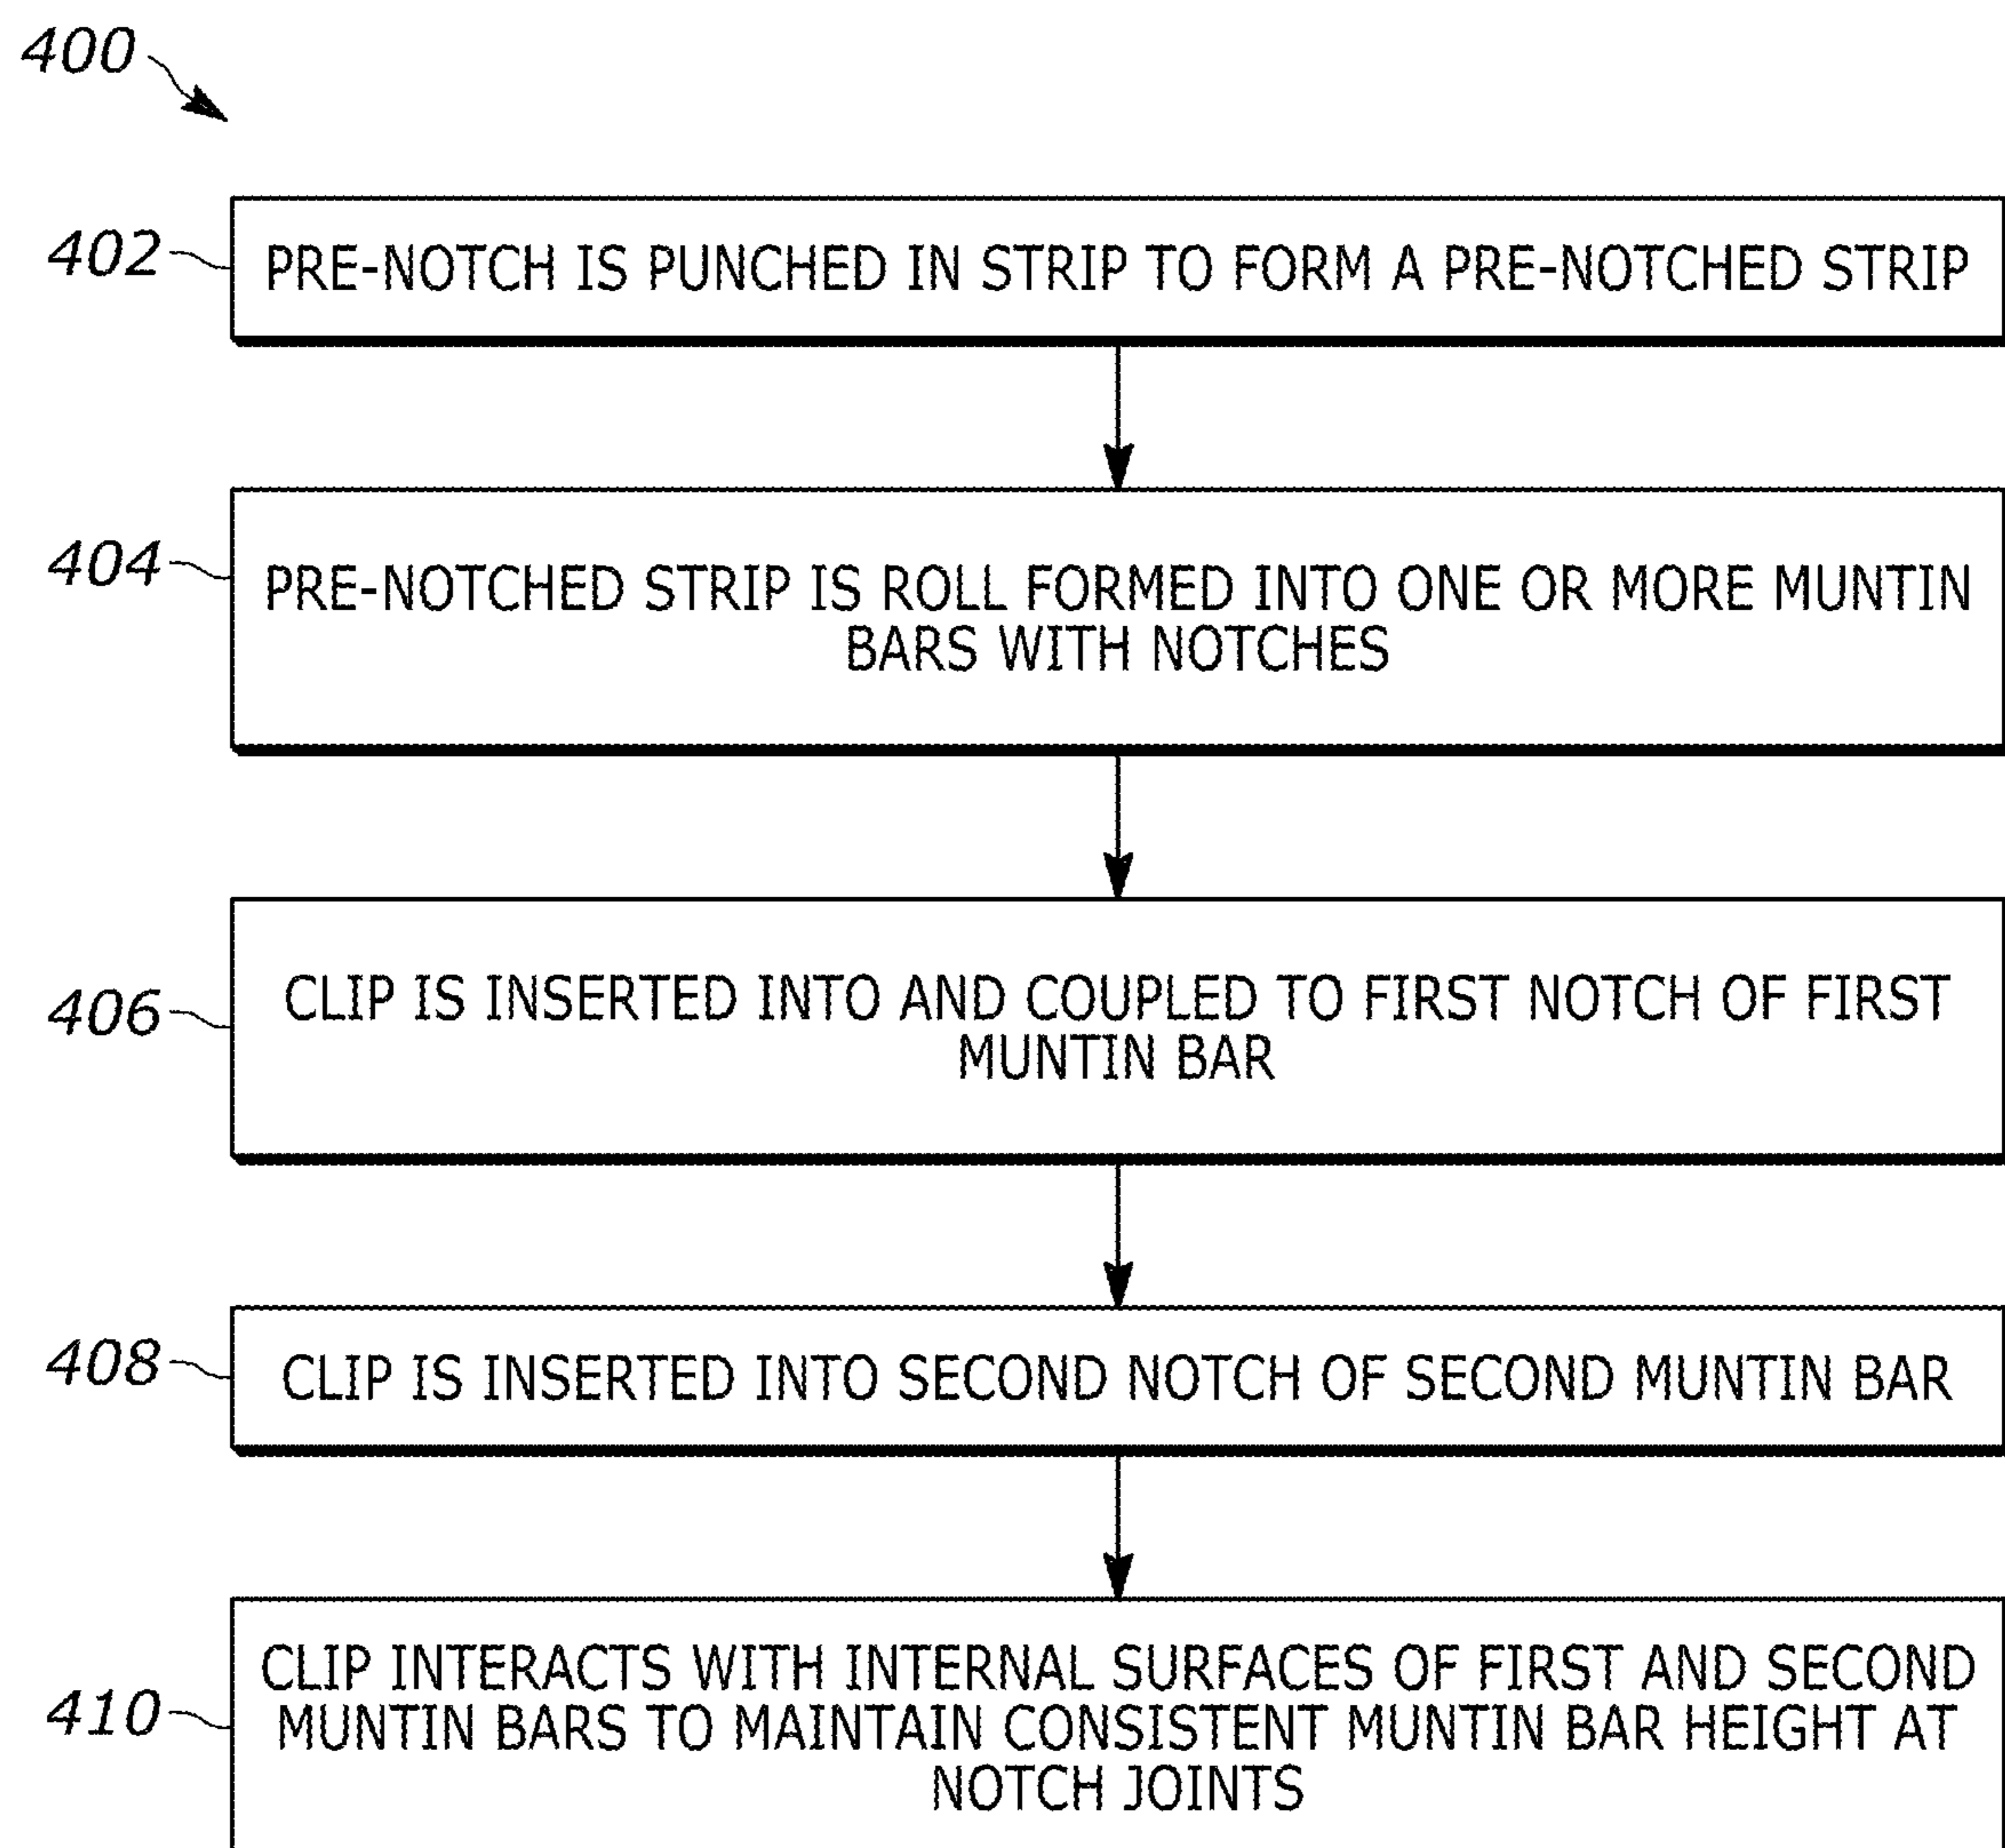 400
402
PRE-NOTCH IS PUNCHED IN STRIP TO FORM A PRE-NOTCHED STRIP
404
PRE-NOTCHED STRIP IS ROLL FORMED INTO ONE OR MORE MUNTIN
BARS WITH NOTCHES
406
CLIP IS INSERTED INTO AND COUPLED TO FIRST NOTCH OF FIRST
MUNTIN BAR
408
CLIP IS INSERTED INTO SECOND NOTCH OF SECOND MUNTIN BAR
410
CLIP INTERACTS WITH INTERNAL SURFACES OF FIRST AND SECOND
MUNTIN BARS TO MAINTAIN CONSISTENT MUNTIN BAR HEIGHT AT
NOTCH JOINTS